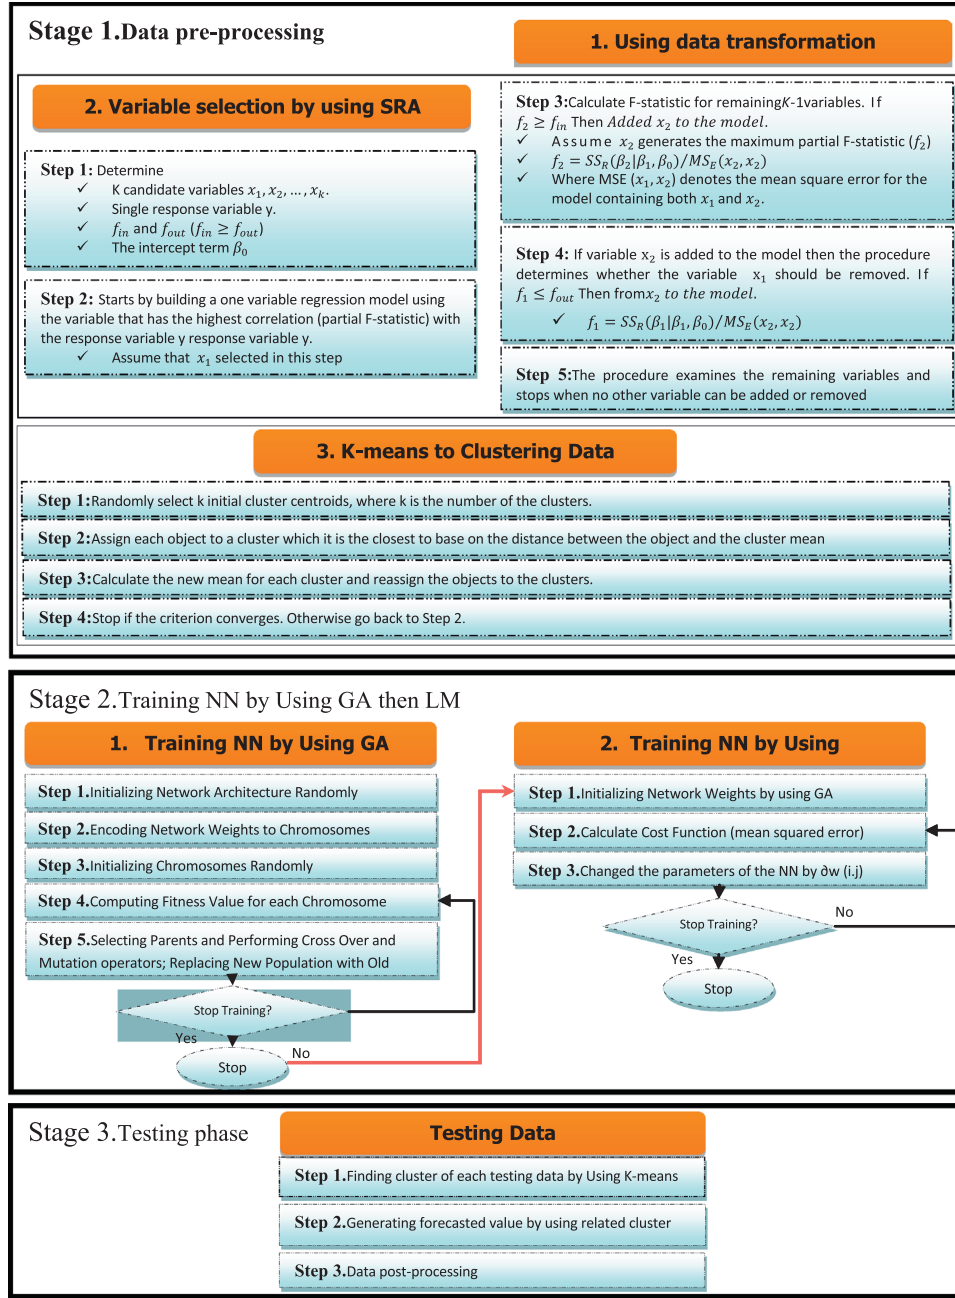 Stage 1.Data pre-processing
1. Using data transformation
2. Variable selection by using SRA
Step 1: Determine
✓ K candidate variables x₁, x₂, …, xₖ.
✓ Single response variable y.
✓ f_in and f_out (f_in ≥ f_out)
✓ The intercept term β₀
Step 2: Starts by building a one variable regression model using
the variable that has the highest correlation (partial F-statistic) with
the response variable y response variable y.
✓ Assume that x₁ selected in this step
Step 3:Calculate F-statistic for remainingK-1variables. If
f₂ ≥ f_in Then Added x₂ to the model.
✓ Assume x₂ generates the maximum partial F-statistic (f₂)
✓ f₂ = SS_R(β₂|β₁, β₀)/MS_E(x₂, x₂)
✓ Where MSE (x₁, x₂) denotes the mean square error for the
model containing both x₁ and x₂.
Step 4: If variable x₂ is added to the model then the procedure
determines whether the variable x₁ should be removed. If
f₁ ≤ f_out Then fromx₂ to the model.
✓ f₁ = SS_R(β₁|β₁, β₀)/MS_E(x₂, x₂)
Step 5:The procedure examines the remaining variables and
stops when no other variable can be added or removed
3. K-means to Clustering Data
Step 1:Randomly select k initial cluster centroids, where k is the number of the clusters.
Step 2:Assign each object to a cluster which it is the closest to base on the distance between the object and the cluster mean
Step 3:Calculate the new mean for each cluster and reassign the objects to the clusters.
Step 4:Stop if the criterion converges. Otherwise go back to Step 2.
Stage 2.Training NN by Using GA then LM
1. Training NN by Using GA
Step 1.Initializing Network Architecture Randomly
Step 2.Encoding Network Weights to Chromosomes
Step 3.Initializing Chromosomes Randomly
Step 4.Computing Fitness Value for each Chromosome
Step 5.Selecting Parents and Performing Cross Over and
Mutation operators; Replacing New Population with Old
Stop Training?
Yes
No
Stop
2. Training NN by Using
Step 1.Initializing Network Weights by using GA
Step 2.Calculate Cost Function (mean squared error)
Step 3.Changed the parameters of the NN by ∂w (i.j)
Stop Training?
No
Yes
Stop
Stage 3.Testing phase
Testing Data
Step 1.Finding cluster of each testing data by Using K-means
Step 2.Generating forecasted value by using related cluster
Step 3.Data post-processing